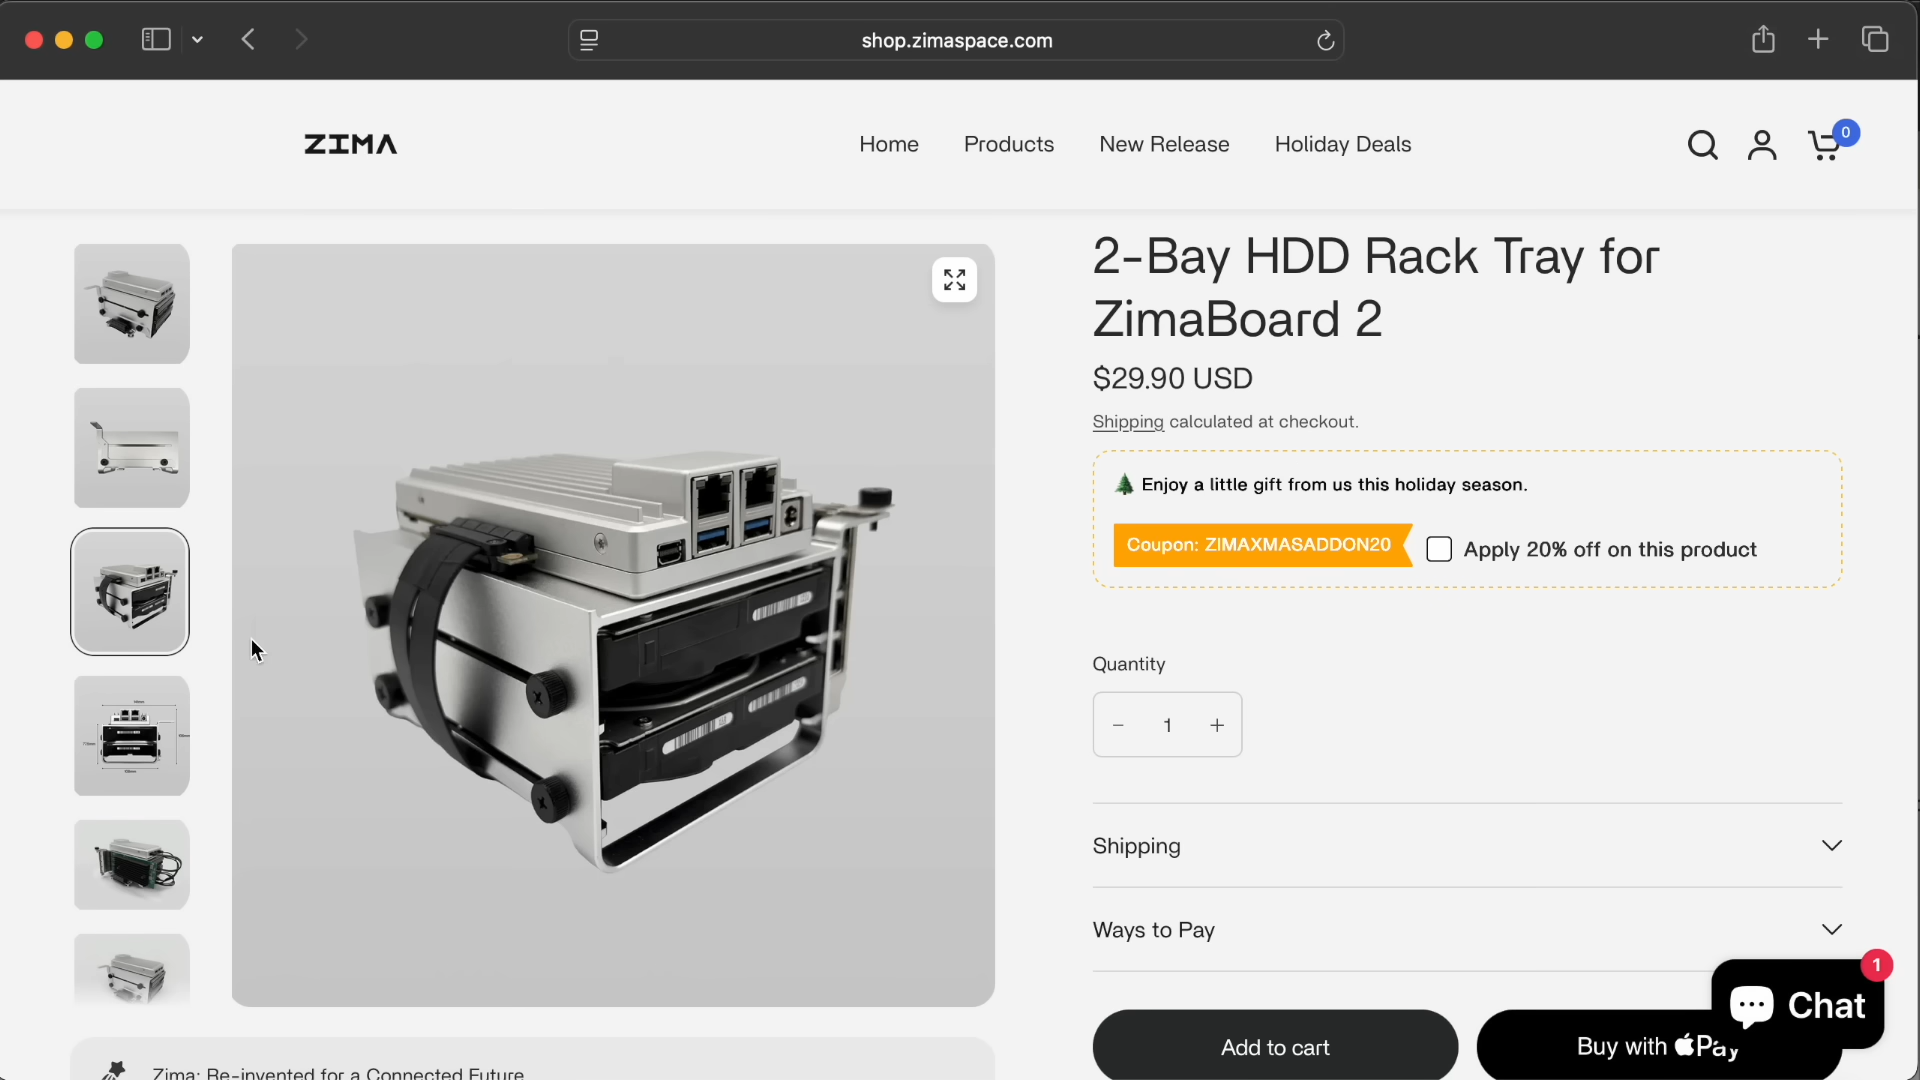 shop.zimaspace.com
ZIMA
Home
Products
New Release
Holiday Deals
0
2-Bay HDD Rack Tray for
ZimaBoard 2
$29.90 USD
Shipping calculated at checkout.
🌲 Enjoy a little gift from us this holiday season.
Coupon: ZIMAXMASADDON20
Apply 20% off on this product
Quantity
− 1 +
Shipping
Ways to Pay
1
Chat
Add to cart
Buy with Pay
Zima: Re-invented for a Connected Future